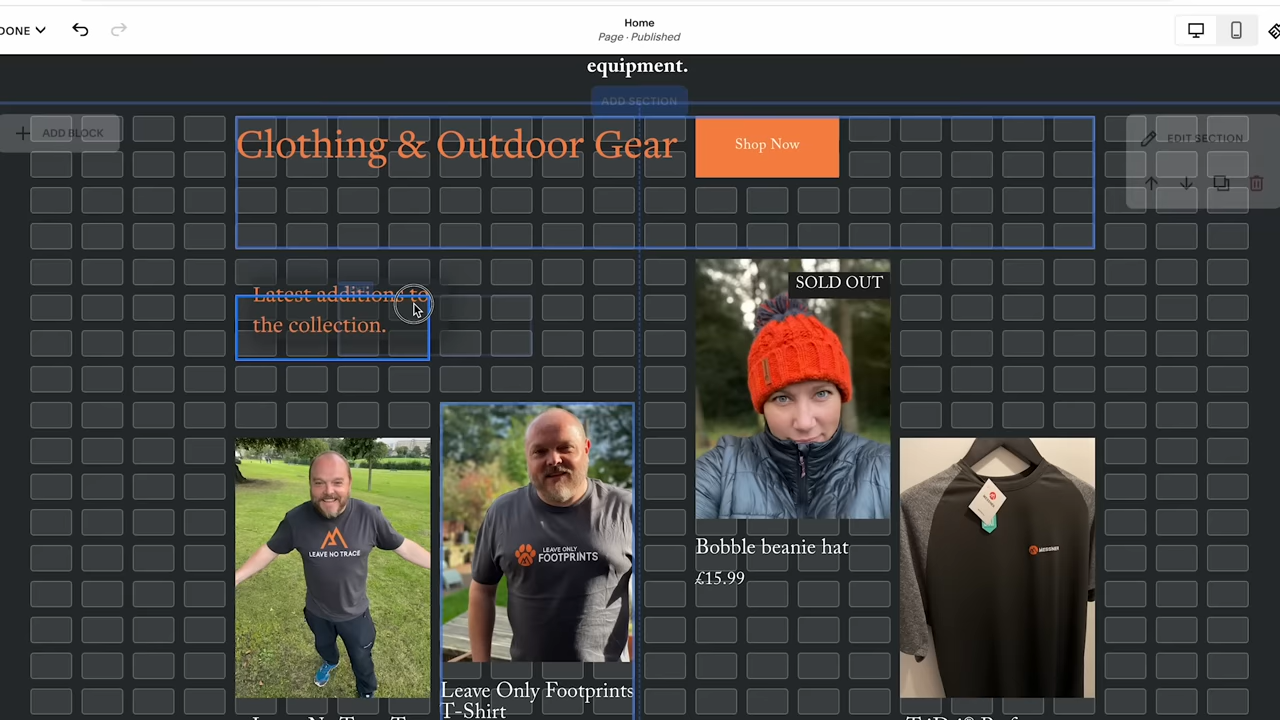 DONE
Home
Page · Published
equipment.
ADD SECTION
ADD BLOCK
Clothing & Outdoor Gear
Shop Now
EDIT SECTION
Latest additions to
the collection.
SOLD OUT
LEAVE NO TRACE
LEAVE ONLY
FOOTPRINTS
Bobble beanie hat
£15.99
Leave Only Footprints
T-Shirt